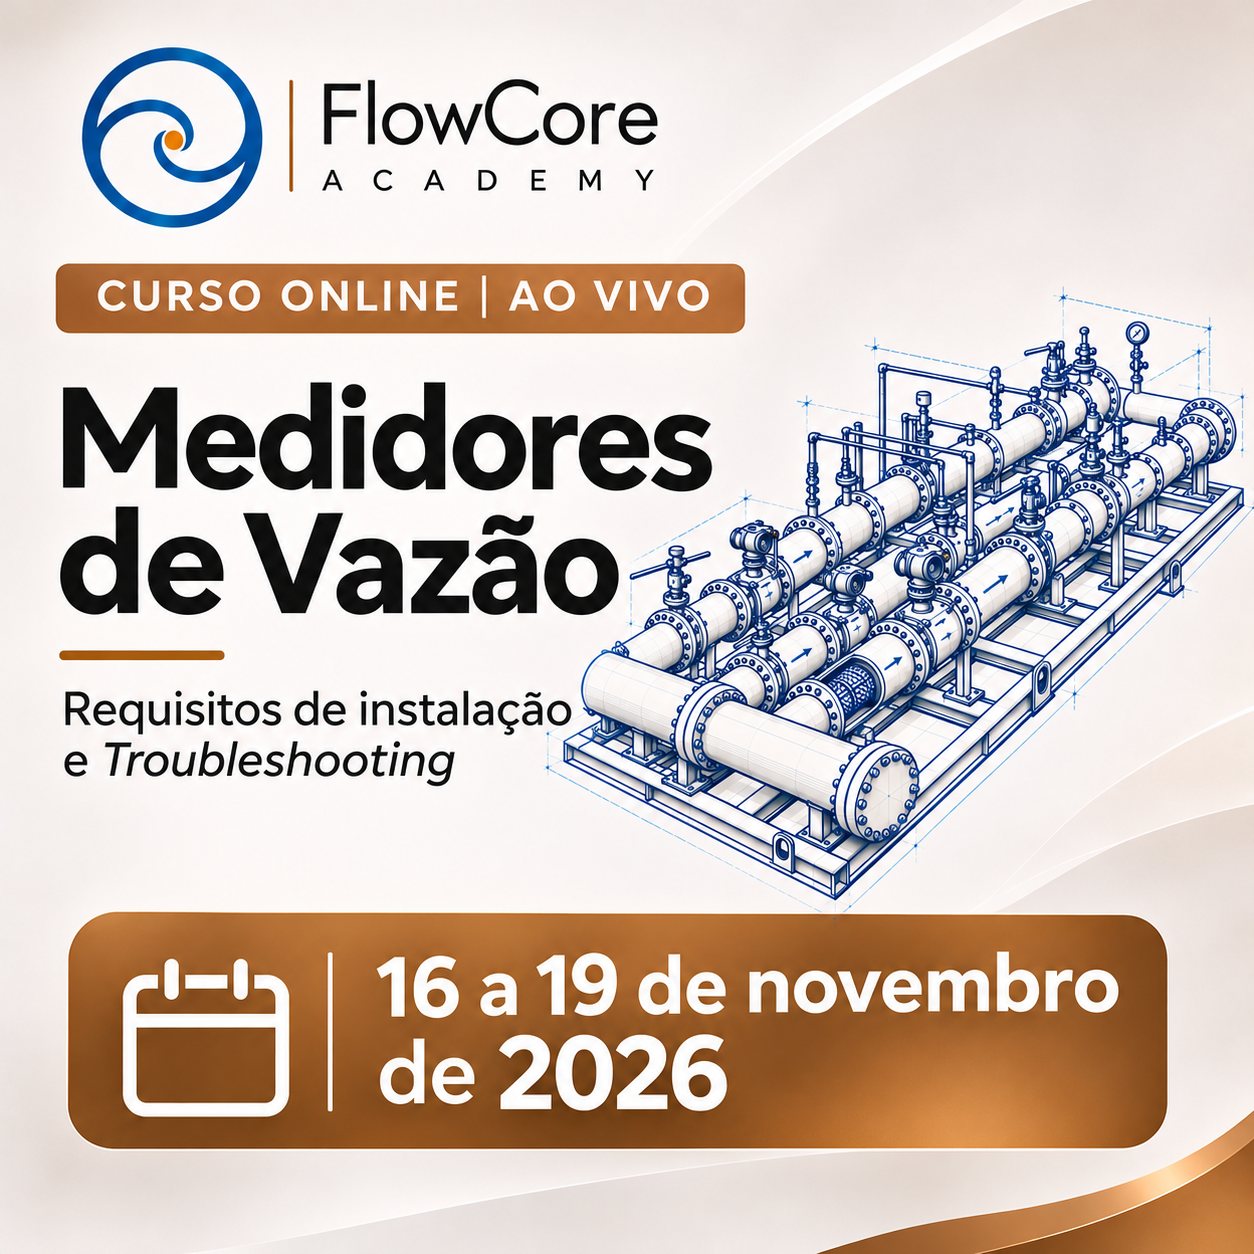 FlowCore
ACADEMY
CURSO ONLINE | AO VIVO
Medidores
de Vazão
Requisitos de instalação
e Troubleshooting
16 a 19 de novembro
de 2026